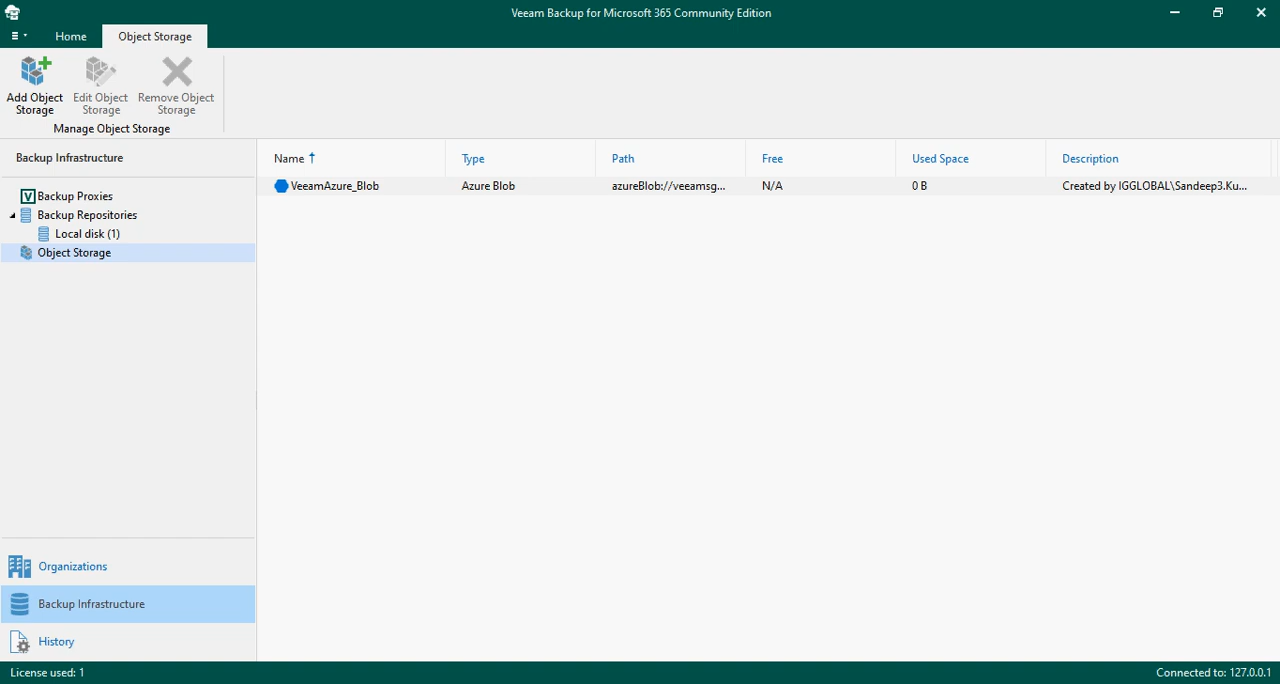 Veeam Backup for Microsoft 365 Community Edition
Home
Object Storage
Add Object
Storage
Edit Object
Storage
Remove Object
Storage
Manage Object Storage
Backup Infrastructure
Backup Proxies
Backup Repositories
Local disk (1)
Object Storage
Name
Type
Path
Free
Used Space
Description
VeeamAzure_Blob
Azure Blob
azureBlob://veeamsg...
N/A
0 B
Created by IGGLOBAL\Sandeep3.Ku...
Organizations
Backup Infrastructure
History
License used: 1
Connected to: 127.0.0.1